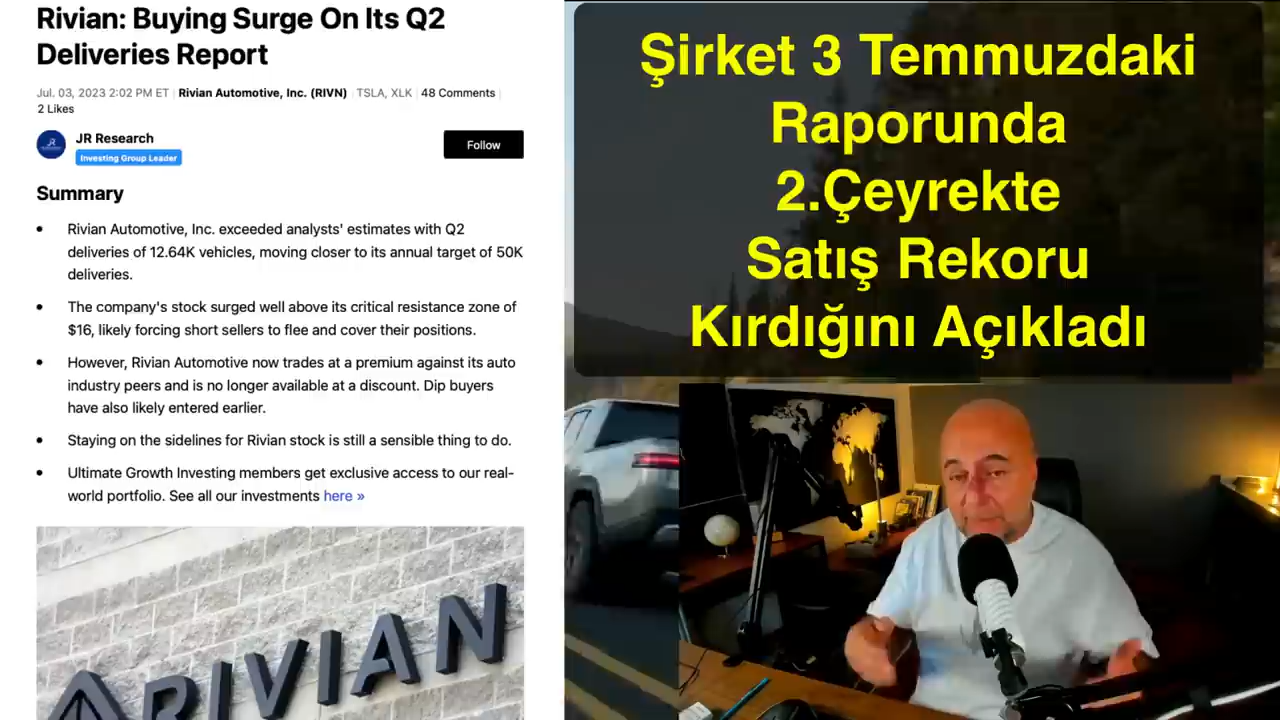 Rivian: Buying Surge On Its Q2
Deliveries Report
Jul. 03, 2023 2:02 PM ET | Rivian Automotive, Inc. (RIVN) | TSLA, XLK | 48 Comments |
2 Likes
JR Research
Investing Group Leader
Follow
Summary
• Rivian Automotive, Inc. exceeded analysts' estimates with Q2
deliveries of 12.64K vehicles, moving closer to its annual target of 50K
deliveries.
• The company's stock surged well above its critical resistance zone of
$16, likely forcing short sellers to flee and cover their positions.
• However, Rivian Automotive now trades at a premium against its auto
industry peers and is no longer available at a discount. Dip buyers
have also likely entered earlier.
• Staying on the sidelines for Rivian stock is still a sensible thing to do.
• Ultimate Growth Investing members get exclusive access to our real-
world portfolio. See all our investments here »
RIVIAN
Şirket 3 Temmuzdaki
Raporunda
2.Çeyrekte
Satış Rekoru
Kırdığını Açıkladı